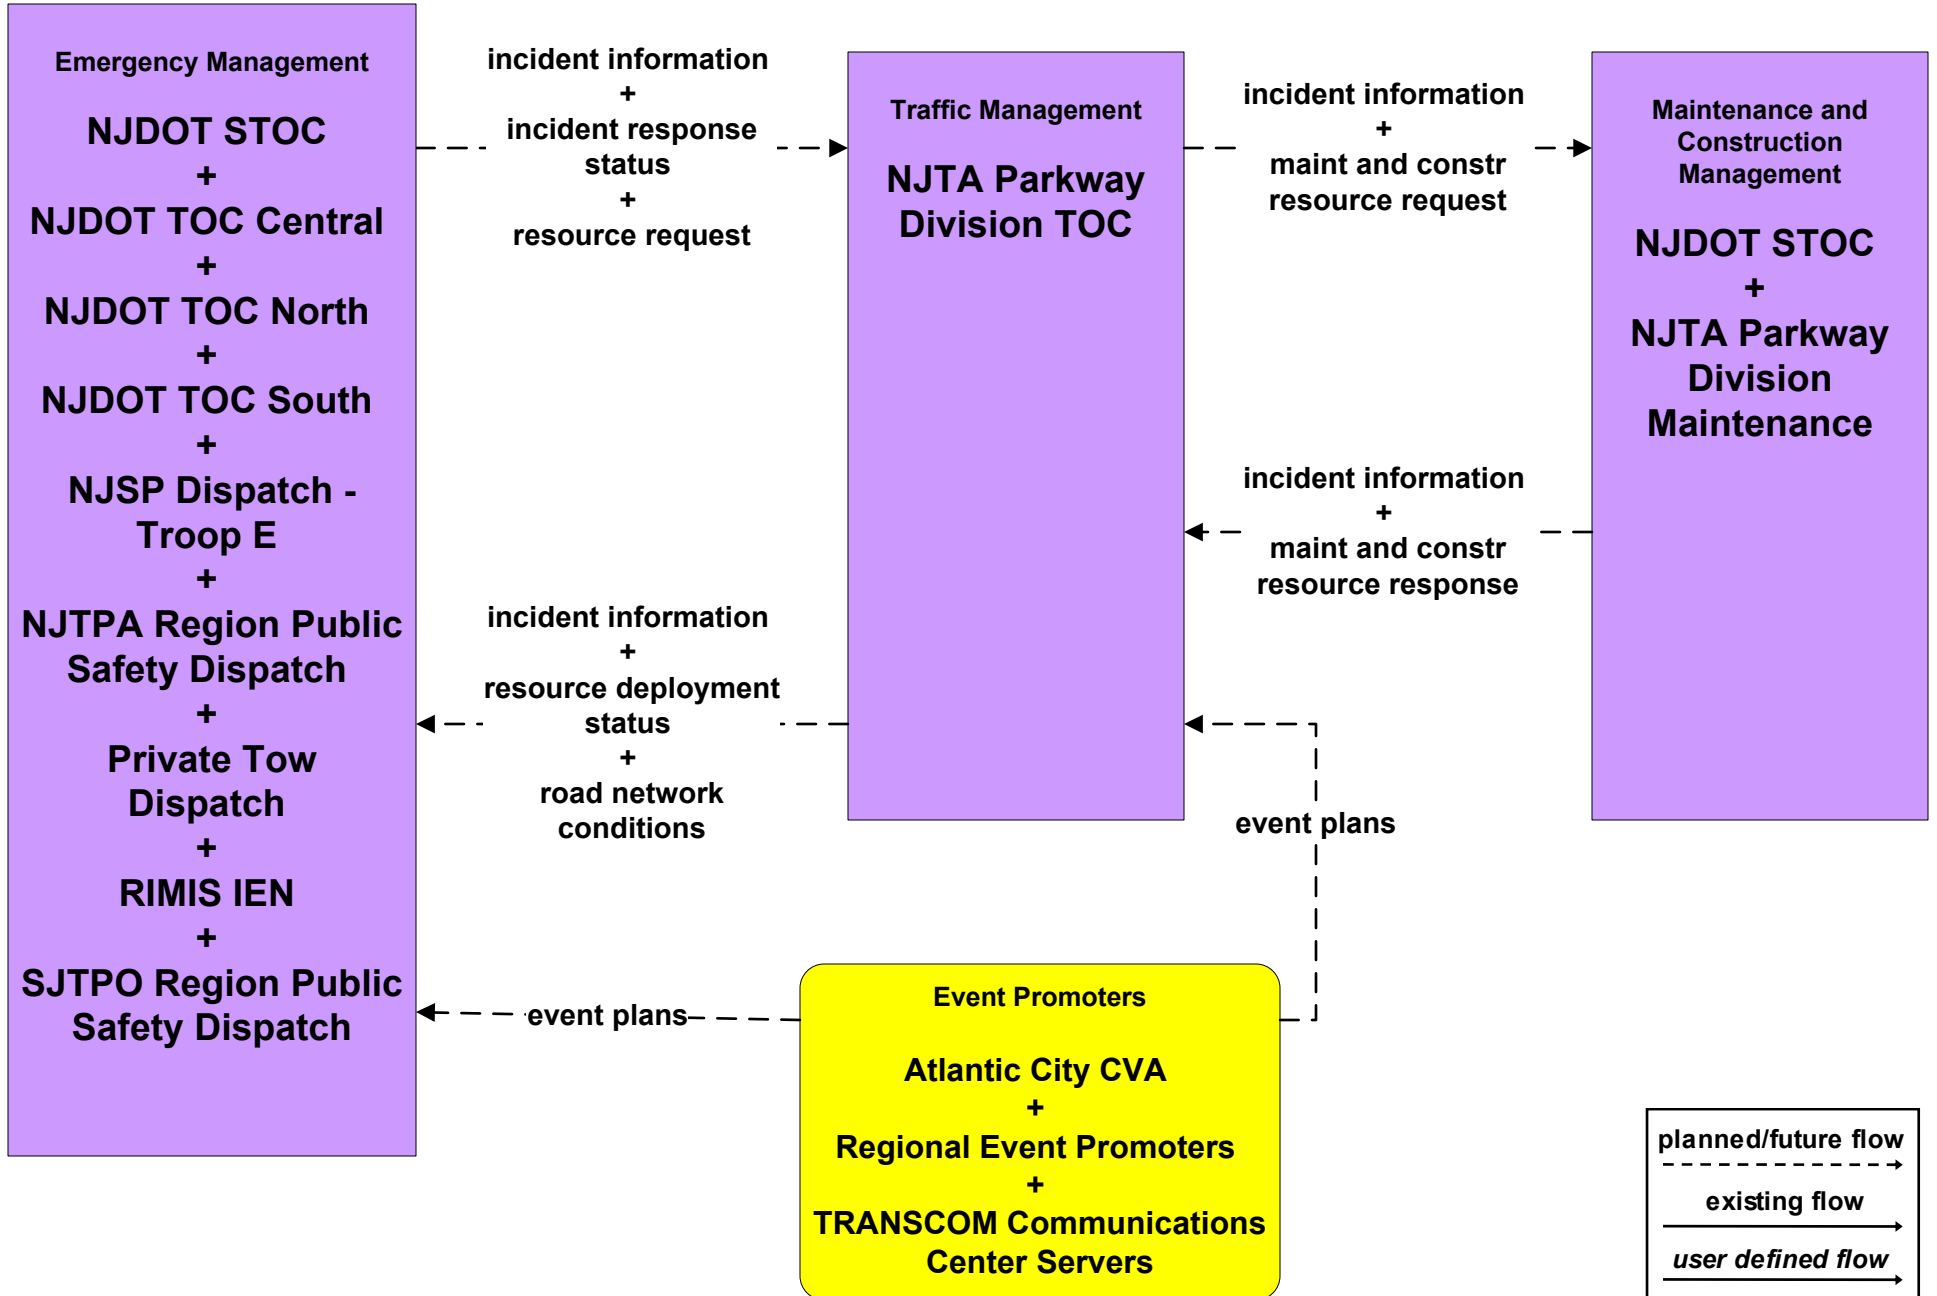 Emergency Management
NJDOT STOC
+
NJDOT TOC Central
+
NJDOT TOC North
+
NJDOT TOC South
+
NJSP Dispatch -
Troop E
+
NJTPA Region Public
Safety Dispatch
+
Private Tow
Dispatch
+
RIMIS IEN
+
SJTPO Region Public
Safety Dispatch
incident information
+
incident response
status
+
resource request
Traffic Management
NJTA Parkway
Division TOC
incident information
+
maint and constr
resource request
Maintenance and
Construction
Management
NJDOT STOC
+
NJTA Parkway
Division
Maintenance
incident information
+
maint and constr
resource response
incident information
+
resource deployment
status
+
road network
conditions
event plans
event plans
Event Promoters
Atlantic City CVA
+
Regional Event Promoters
+
TRANSCOM Communications
Center Servers
planned/future flow
existing flow
user defined flow